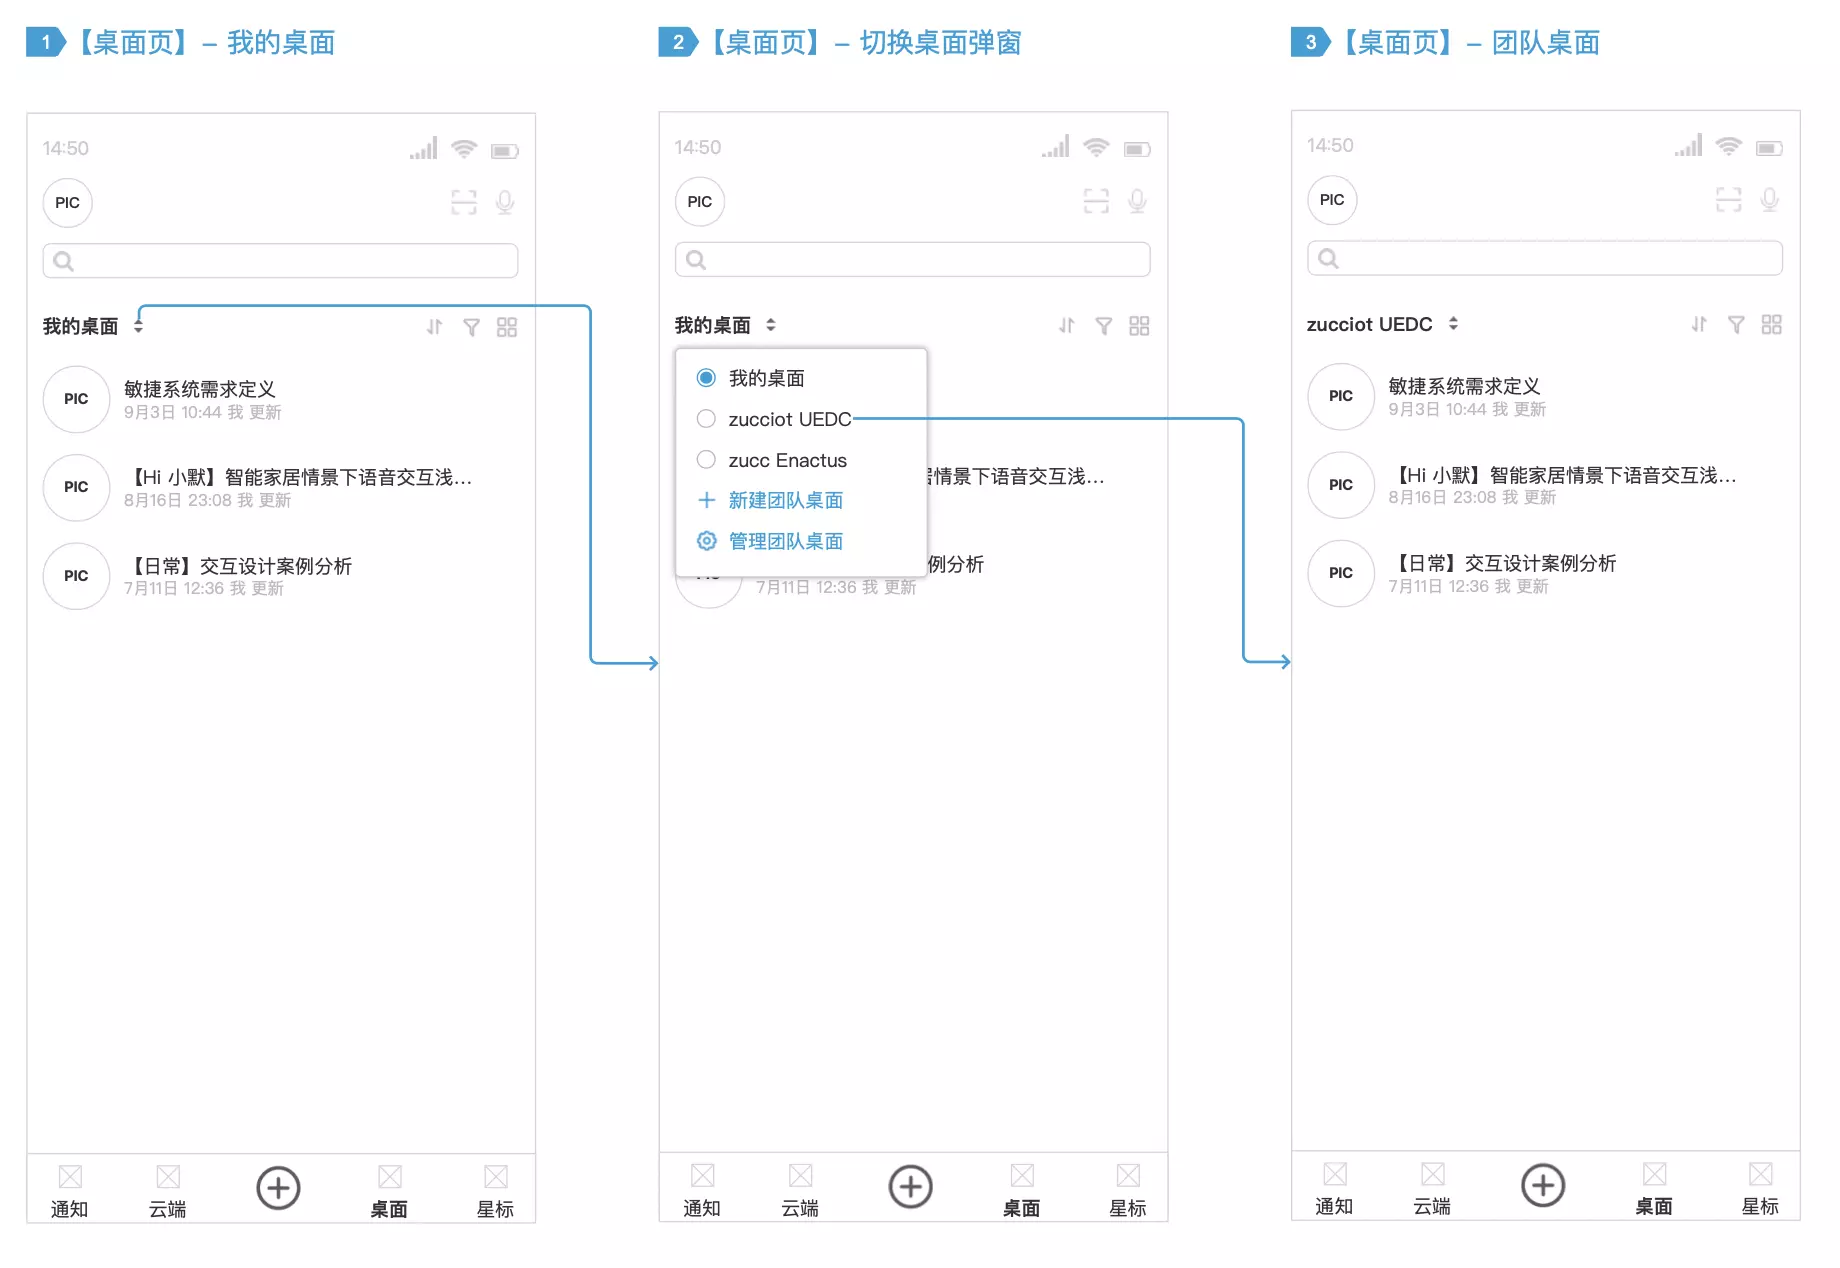 1 【桌面页】 – 我的桌面
14:50
PIC
我的桌面
PIC
敏捷系统需求定义
9月3日 10:44 我 更新
PIC
【Hi 小默】智能家居情景下语音交互浅...
8月16日 23:08 我 更新
PIC
【日常】交互设计案例分析
7月11日 12:36 我 更新
通知
云端
桌面
星标
2 【桌面页】 – 切换桌面弹窗
14:50
PIC
我的桌面
我的桌面
zucciot UEDC
zucc Enactus
新建团队桌面
管理团队桌面
情景下语音交互浅...
例分析
7月11日 12:36 我 更新
通知
云端
桌面
星标
3 【桌面页】 – 团队桌面
14:50
PIC
zucciot UEDC
PIC
敏捷系统需求定义
9月3日 10:44 我 更新
PIC
【Hi 小默】智能家居情景下语音交互浅...
8月16日 23:08 我 更新
PIC
【日常】交互设计案例分析
7月11日 12:36 我 更新
通知
云端
桌面
星标